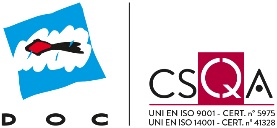 DOC
CSQA
UNI EN ISO 9001 - CERT. n° 5975
UNI EN ISO 14001 - CERT. n° 41328